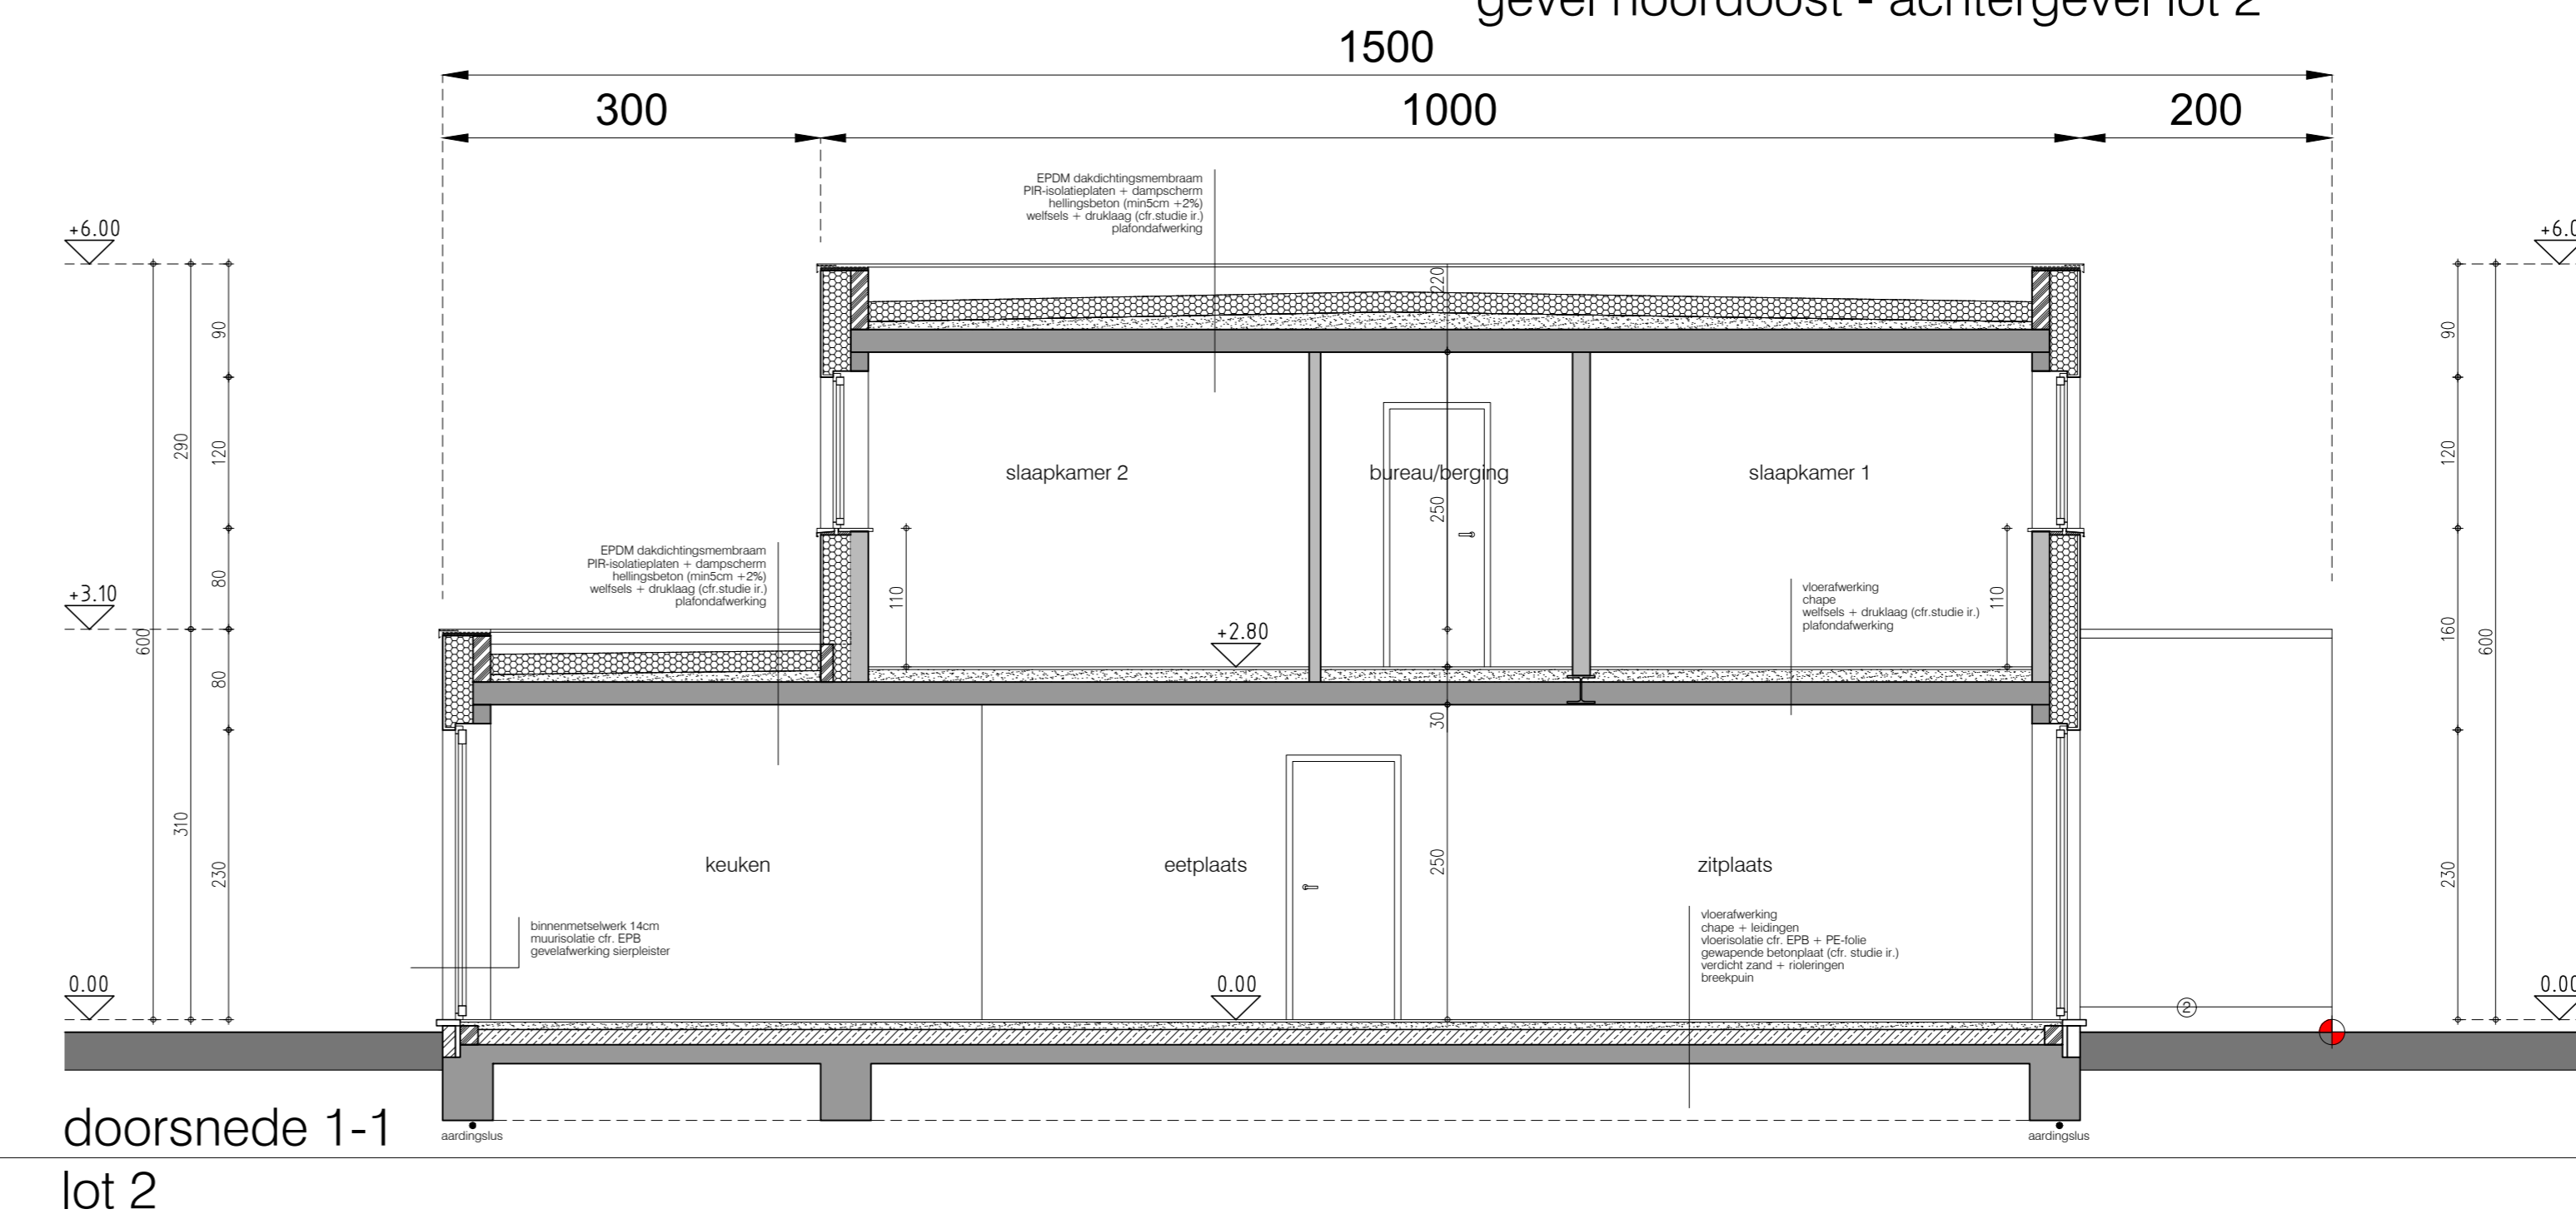 gevel noordoost - achtergevel lot 2
1500
300
1000
200
EPDM dakdichtingsmembraam
PIR-isolatieplaten + dampscherm
hellingsbeton (min5cm +2%)
welfsels + druklaag (cfr.studie ir.)
plafondafwerking
+6.00
+6.0
220
90
90
290
120
120
slaapkamer 2
bureau/berging
slaapkamer 1
250
EPDM dakdichtingsmembraam
PIR-isolatieplaten + dampscherm
hellingsbeton (min5cm +2%)
welfsels + druklaag (cfr.studie ir.)
plafondafwerking
80
110
vloerafwerking
chape
welfsels + druklaag (cfr.studie ir.)
plafondafwerking
110
+3.10
600
+2.80
160
600
80
30
310
230
keuken
eetplaats
250
zitplaats
230
binnenmetselwerk 14cm
muurisolatie cfr. EPB
gevelafwerking sierpleister
vloerafwerking
chape + leidingen
vloerisolatie cfr. EPB + PE-folie
gewapende betonplaat (cfr. studie ir.)
verdicht zand + rioleringen
breekpuin
0.00
0.00
0.00
2
doorsnede 1-1
aardingslus
aardingslus
lot 2